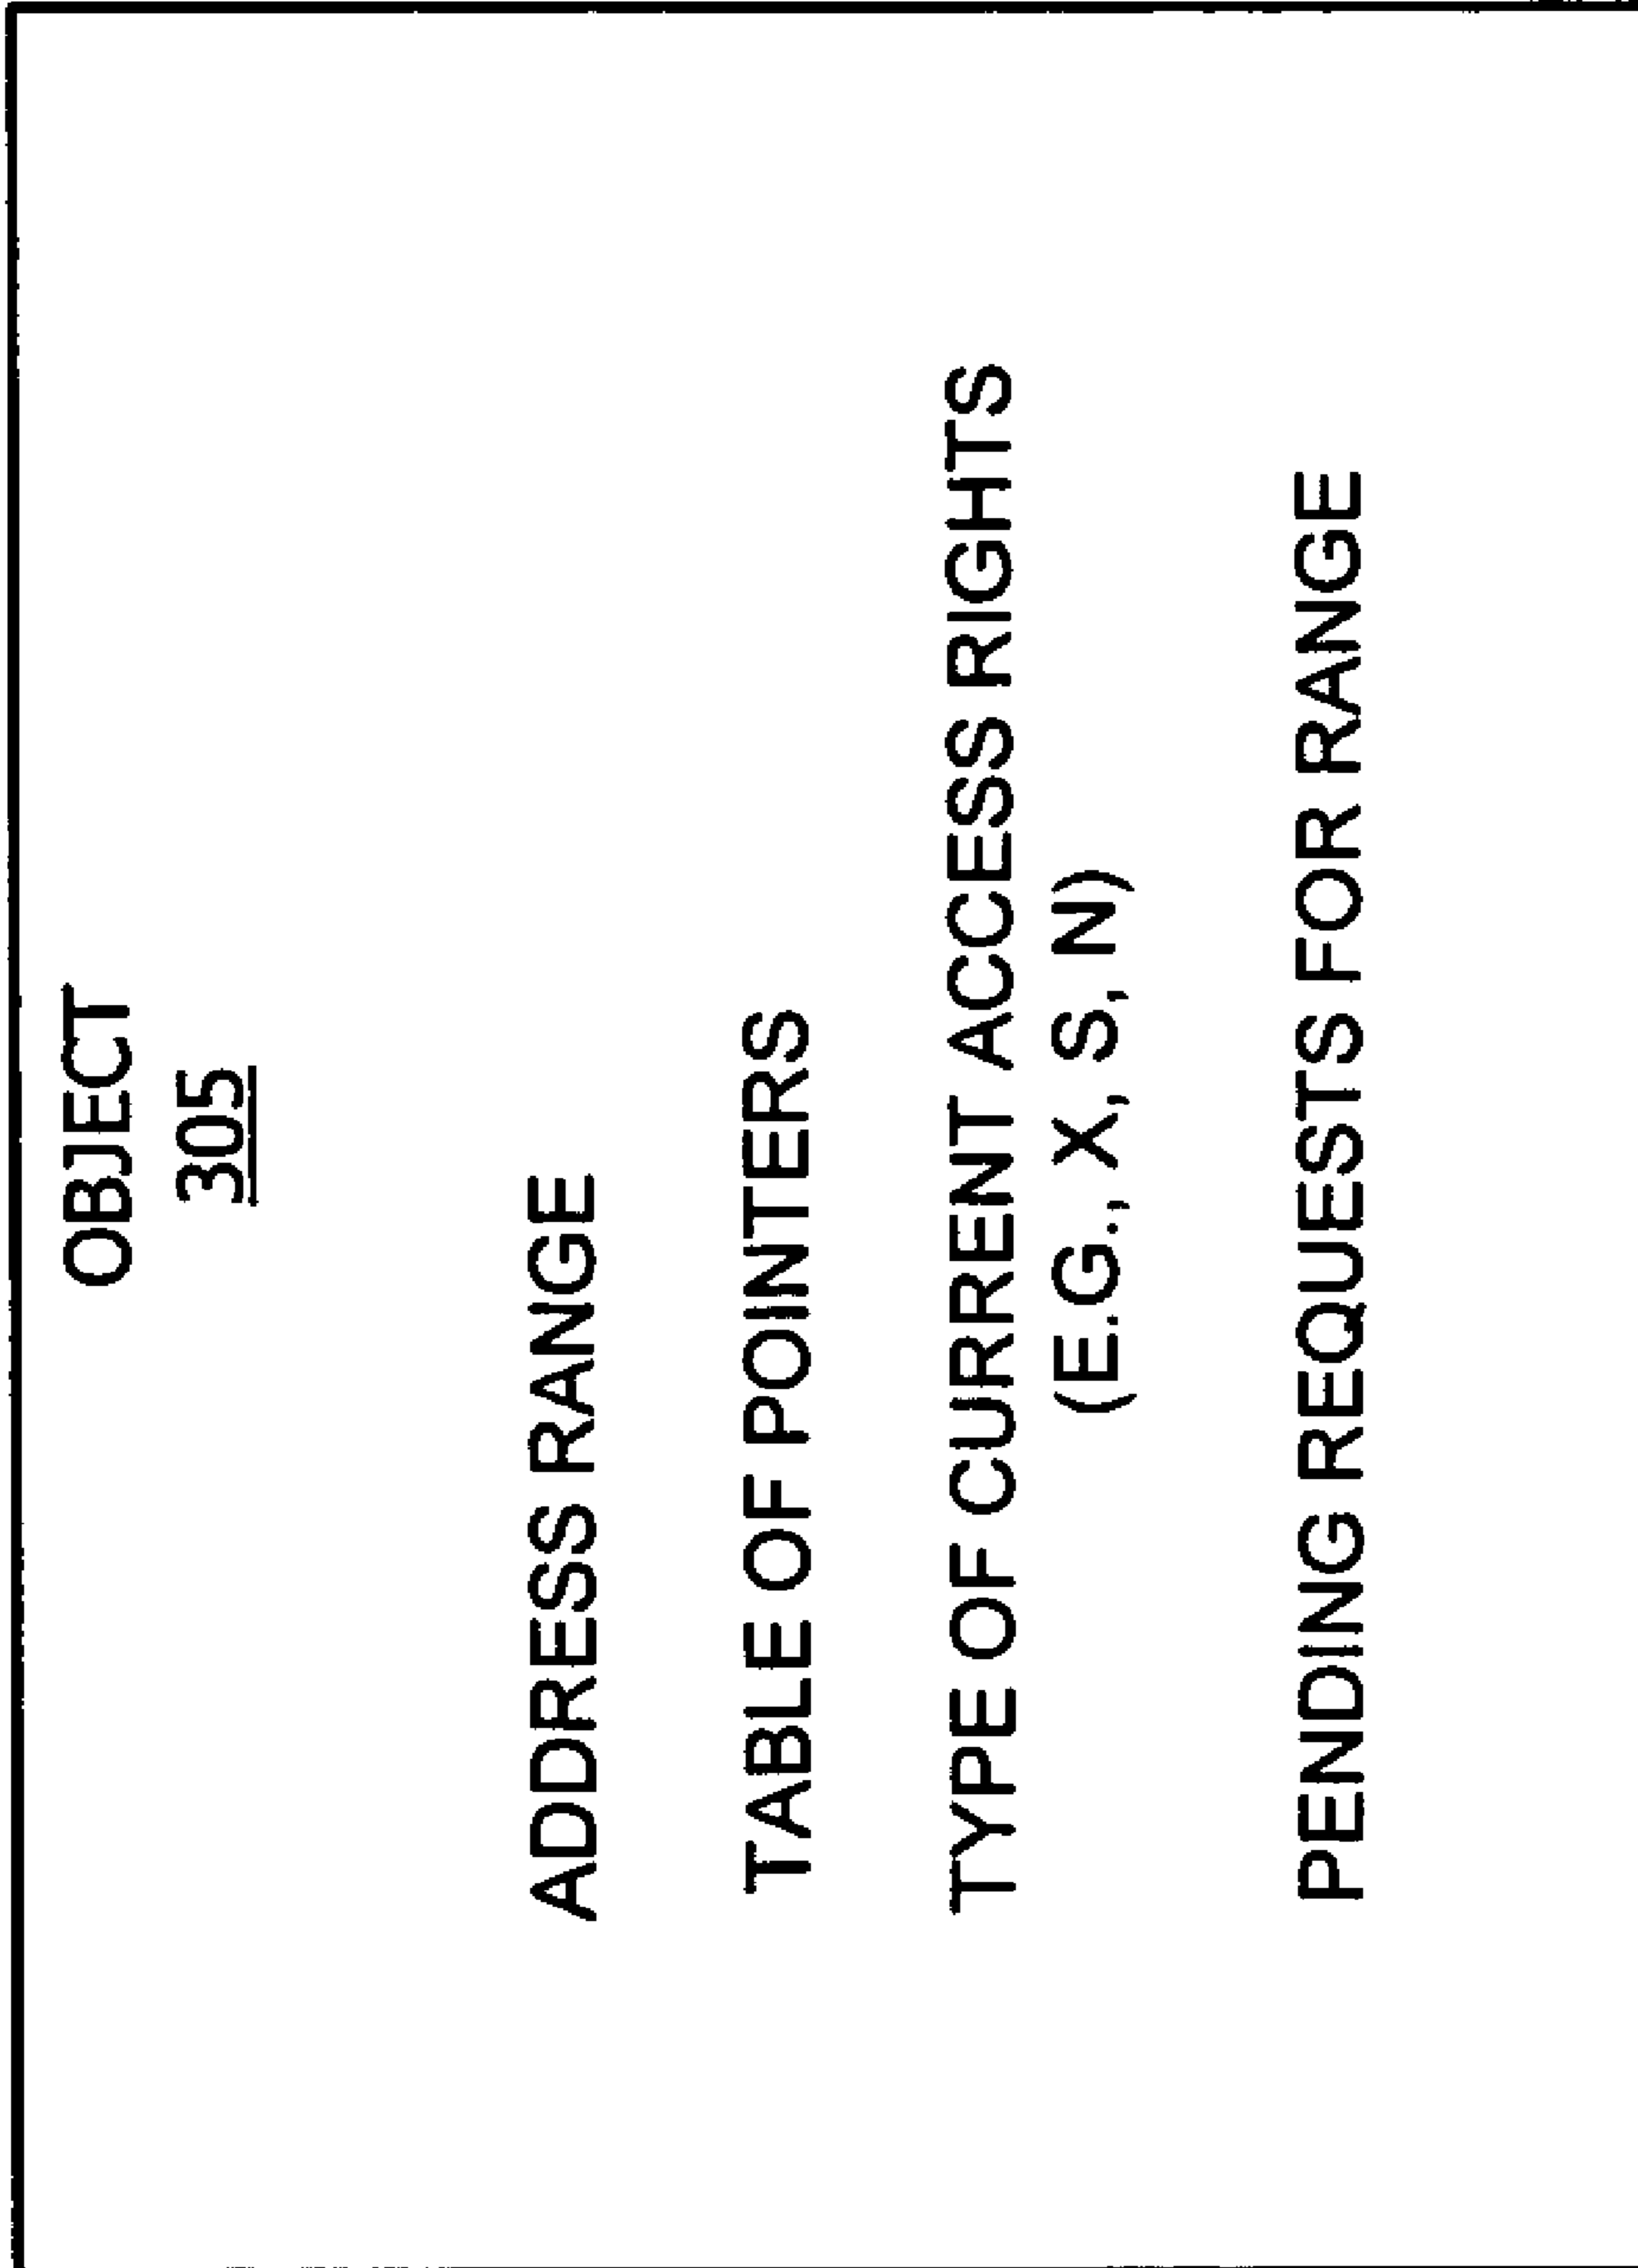 OBJECT
305
ADDRESS RANGE
TABLE OF POINTERS
TYPE OF CURRENT ACCESS RIGHTS
(E.G., X, S, N)
PENDING REQUESTS FOR RANGE